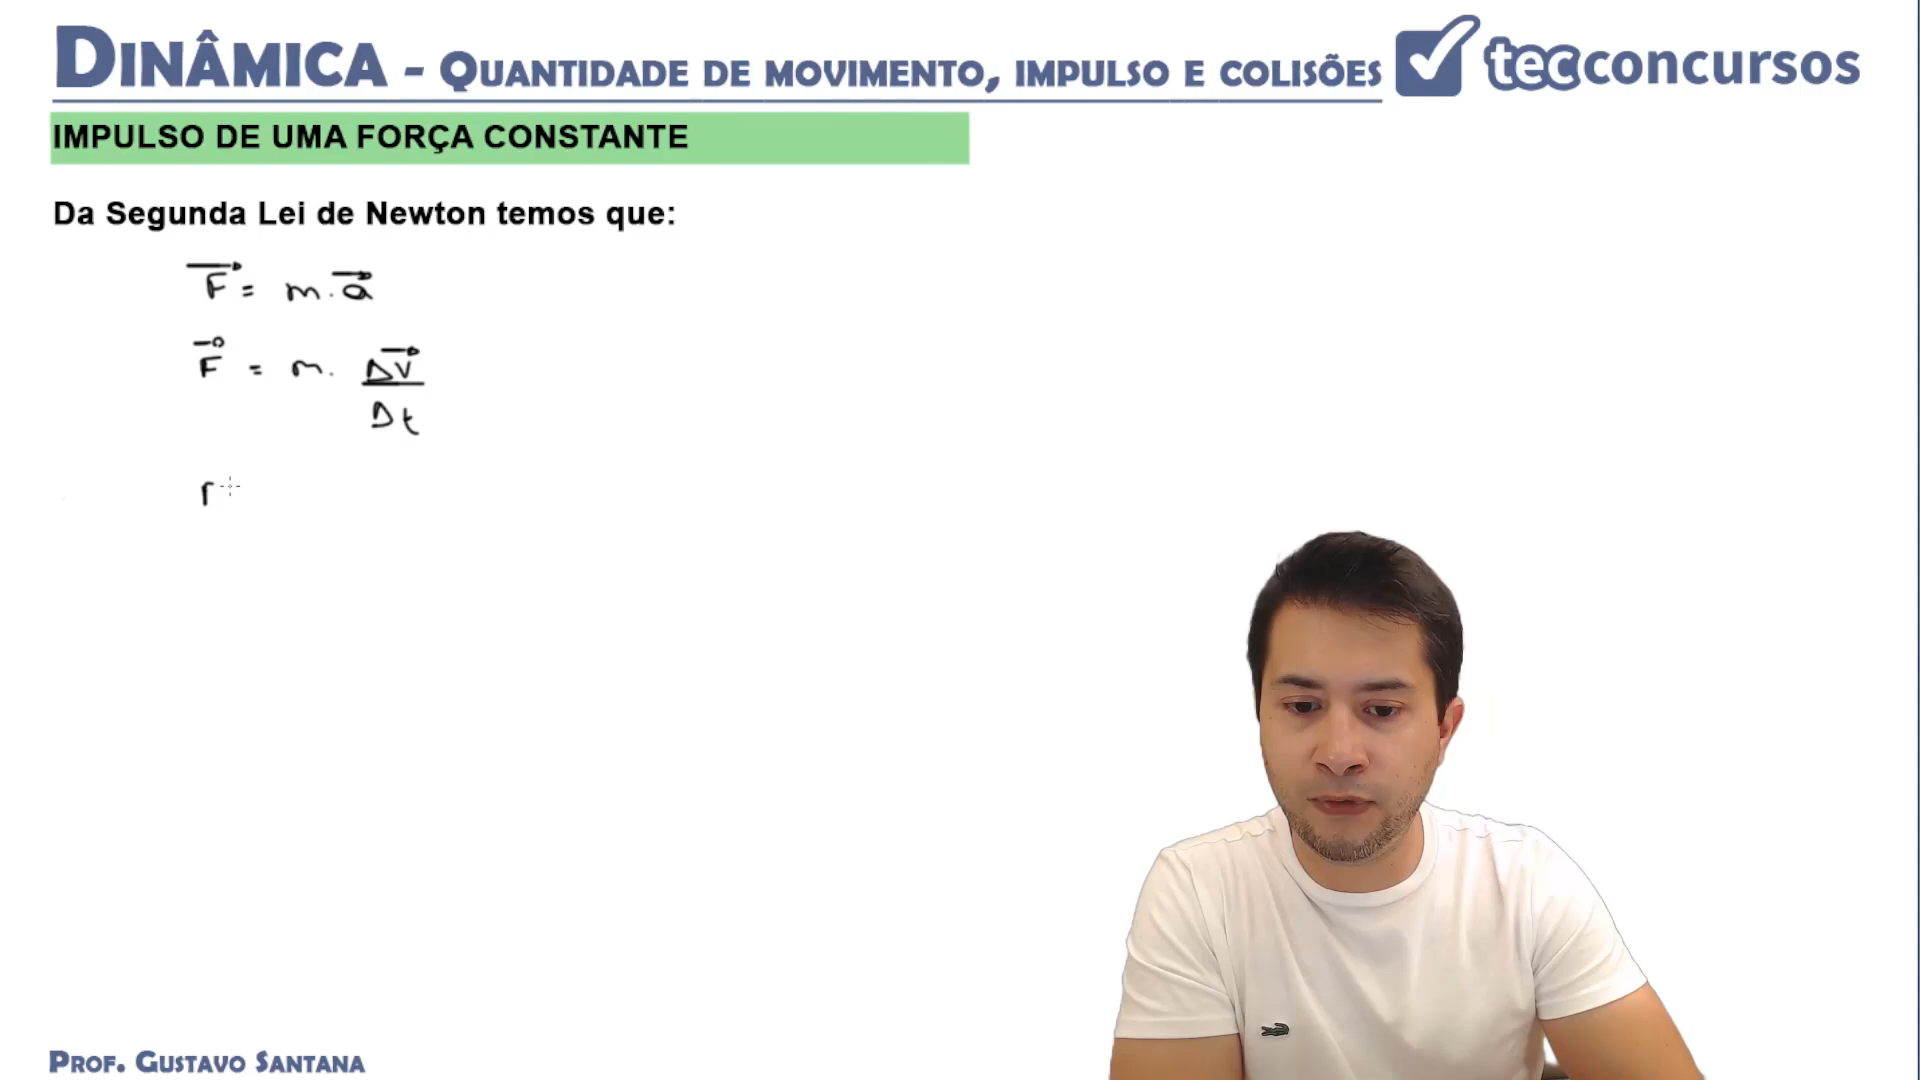 DINÂMICA - QUANTIDADE DE MOVIMENTO, IMPULSO E COLISÕES
tecconcursos
IMPULSO DE UMA FORÇA CONSTANTE
Da Segunda Lei de Newton temos que:
F⃗ = m . a⃗
F⃗ = m . ΔV⃗
Δt
PROF. GUSTAVO SANTANA